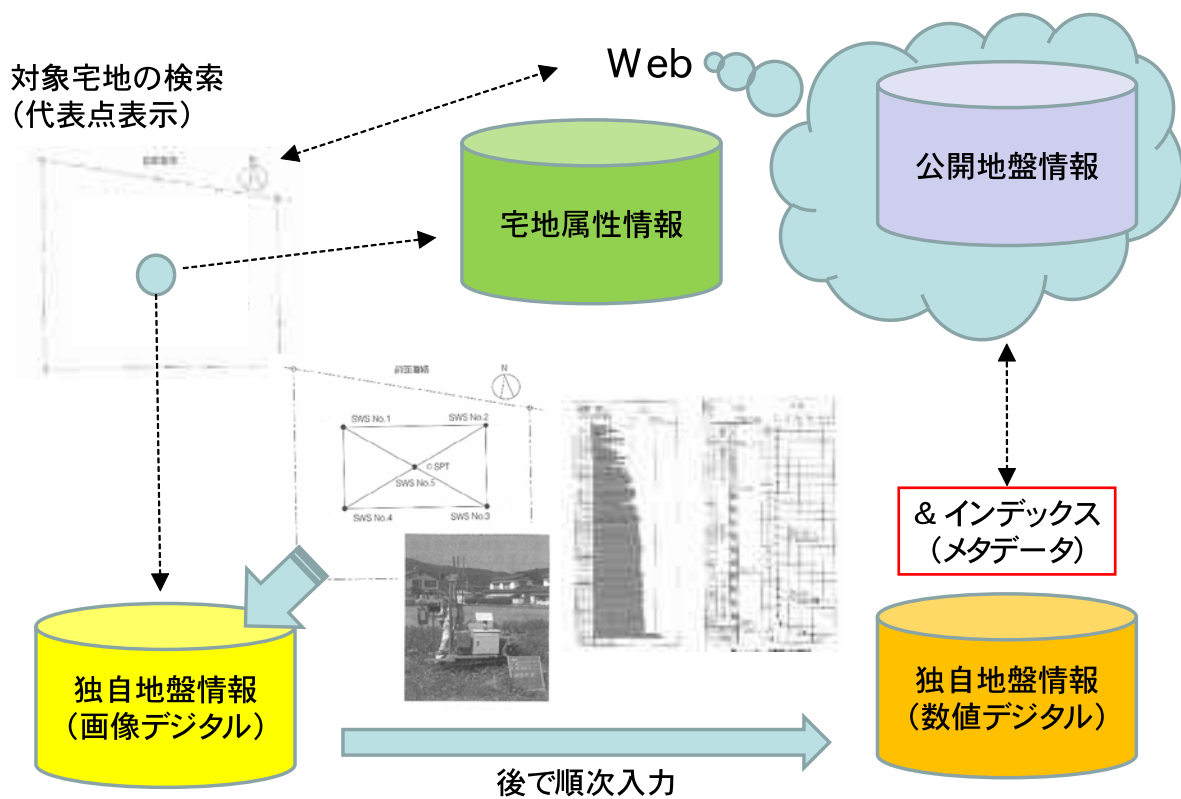 対象宅地の検索
（代表点表示）
Web
公開地盤情報
宅地属性情報
前面道路
N
SWS No.1
SWS No.2
SPT
SWS No.5
SWS No.4
SWS No.3
& インデックス
（メタデータ）
独自地盤情報
（画像デジタル）
独自地盤情報
（数値デジタル）
後で順次入力